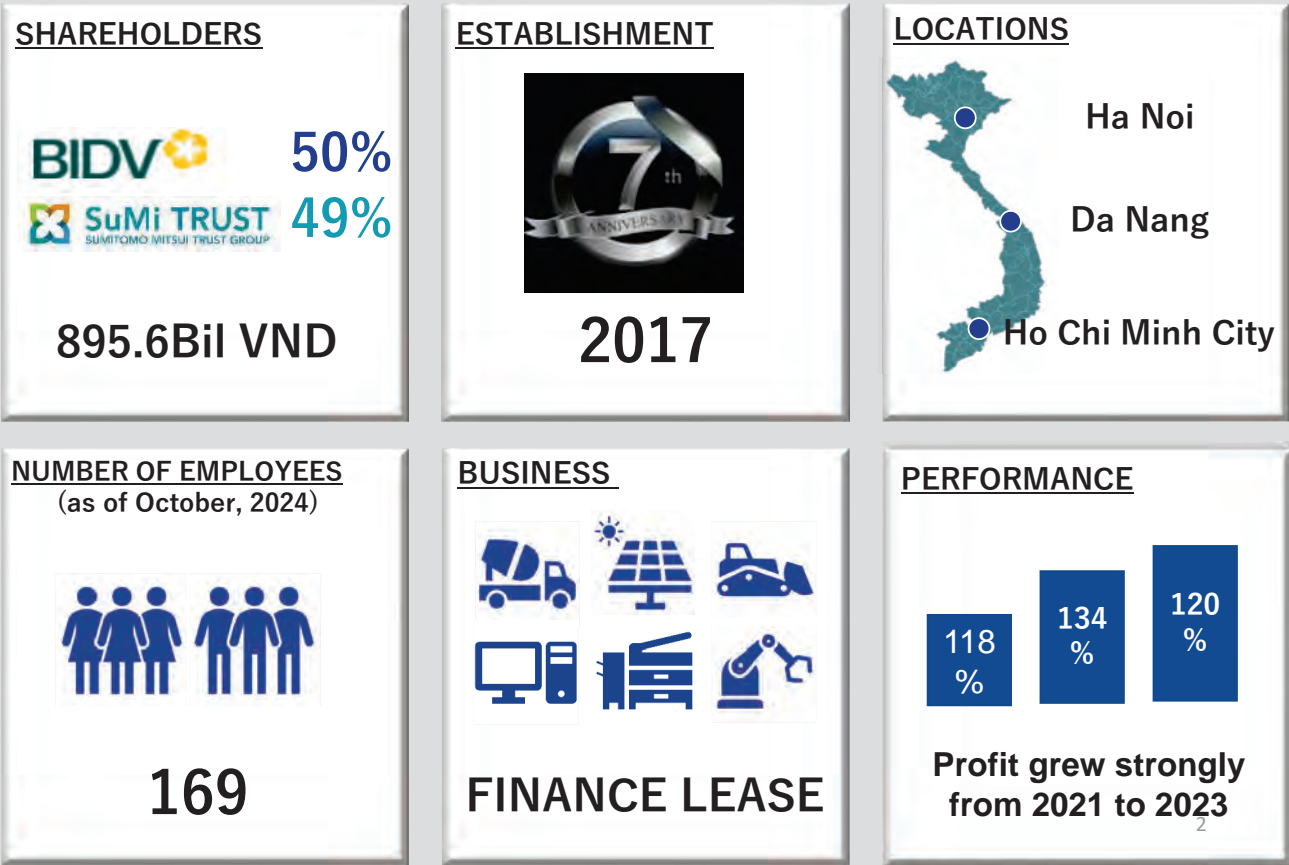 SHAREHOLDERS
BIDV
50%
SuMi TRUST
SUMITOMO MITSUI TRUST GROUP
49%
895.6Bil VND
ESTABLISHMENT
7th
ANNIVERSARY
2017
LOCATIONS
Ha Noi
Da Nang
Ho Chi Minh City
NUMBER OF EMPLOYEES
(as of October, 2024)
169
BUSINESS
FINANCE LEASE
PERFORMANCE
118
%
134
%
120
%
Profit grew strongly
from 2021 to 2023
2